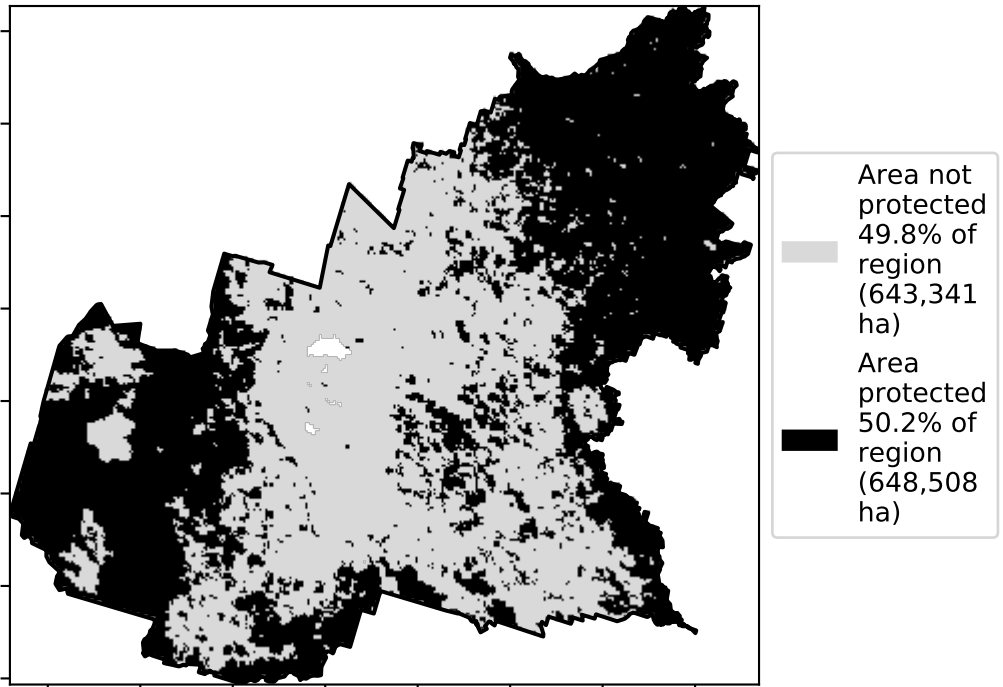 Area not
protected
49.8% of
region
(643,341
ha)
Area
protected
50.2% of
region
(648,508
ha)